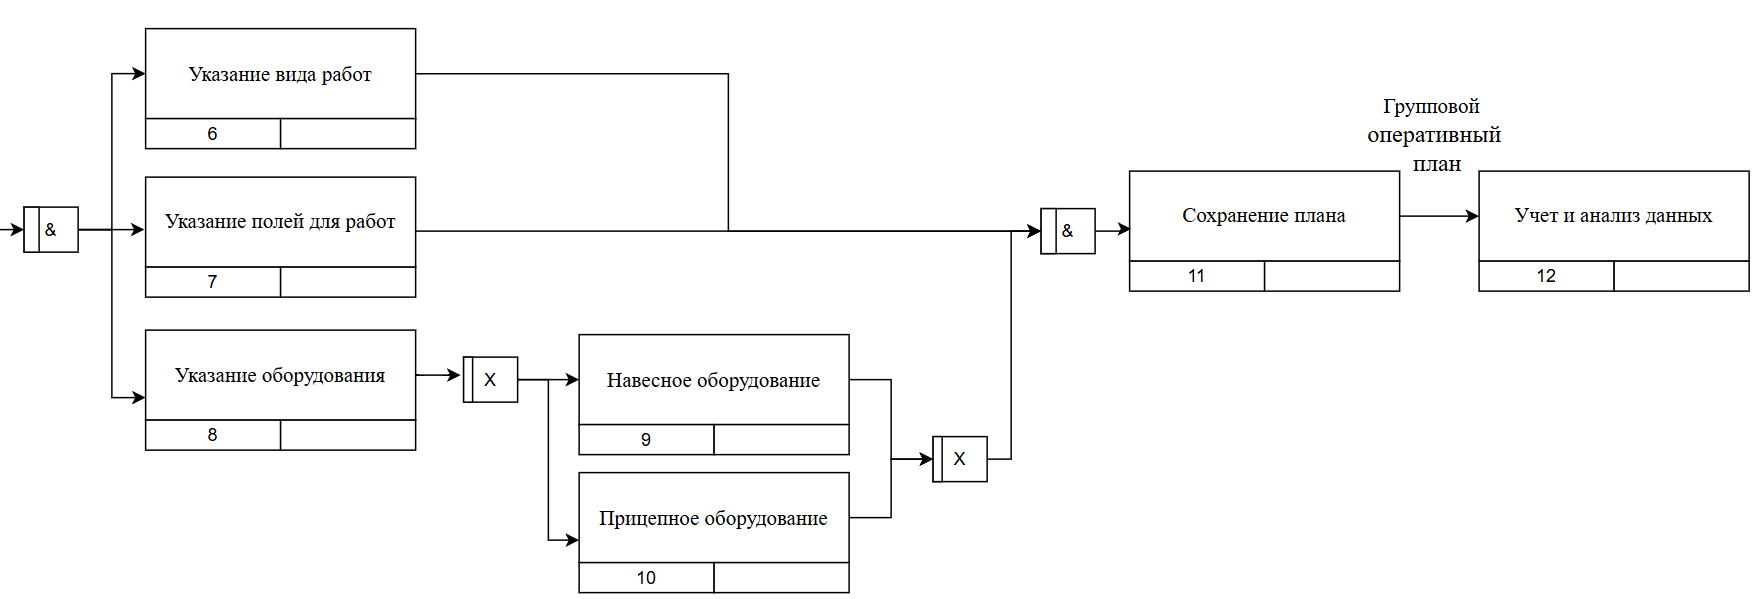 &
Указание вида работ
6
Указание полей для работ
7
Указание оборудования
8
X
Навесное оборудование
9
Прицепное оборудование
10
X
&
Сохранение плана
11
Групповой
оперативный
план
Учет и анализ данных
12